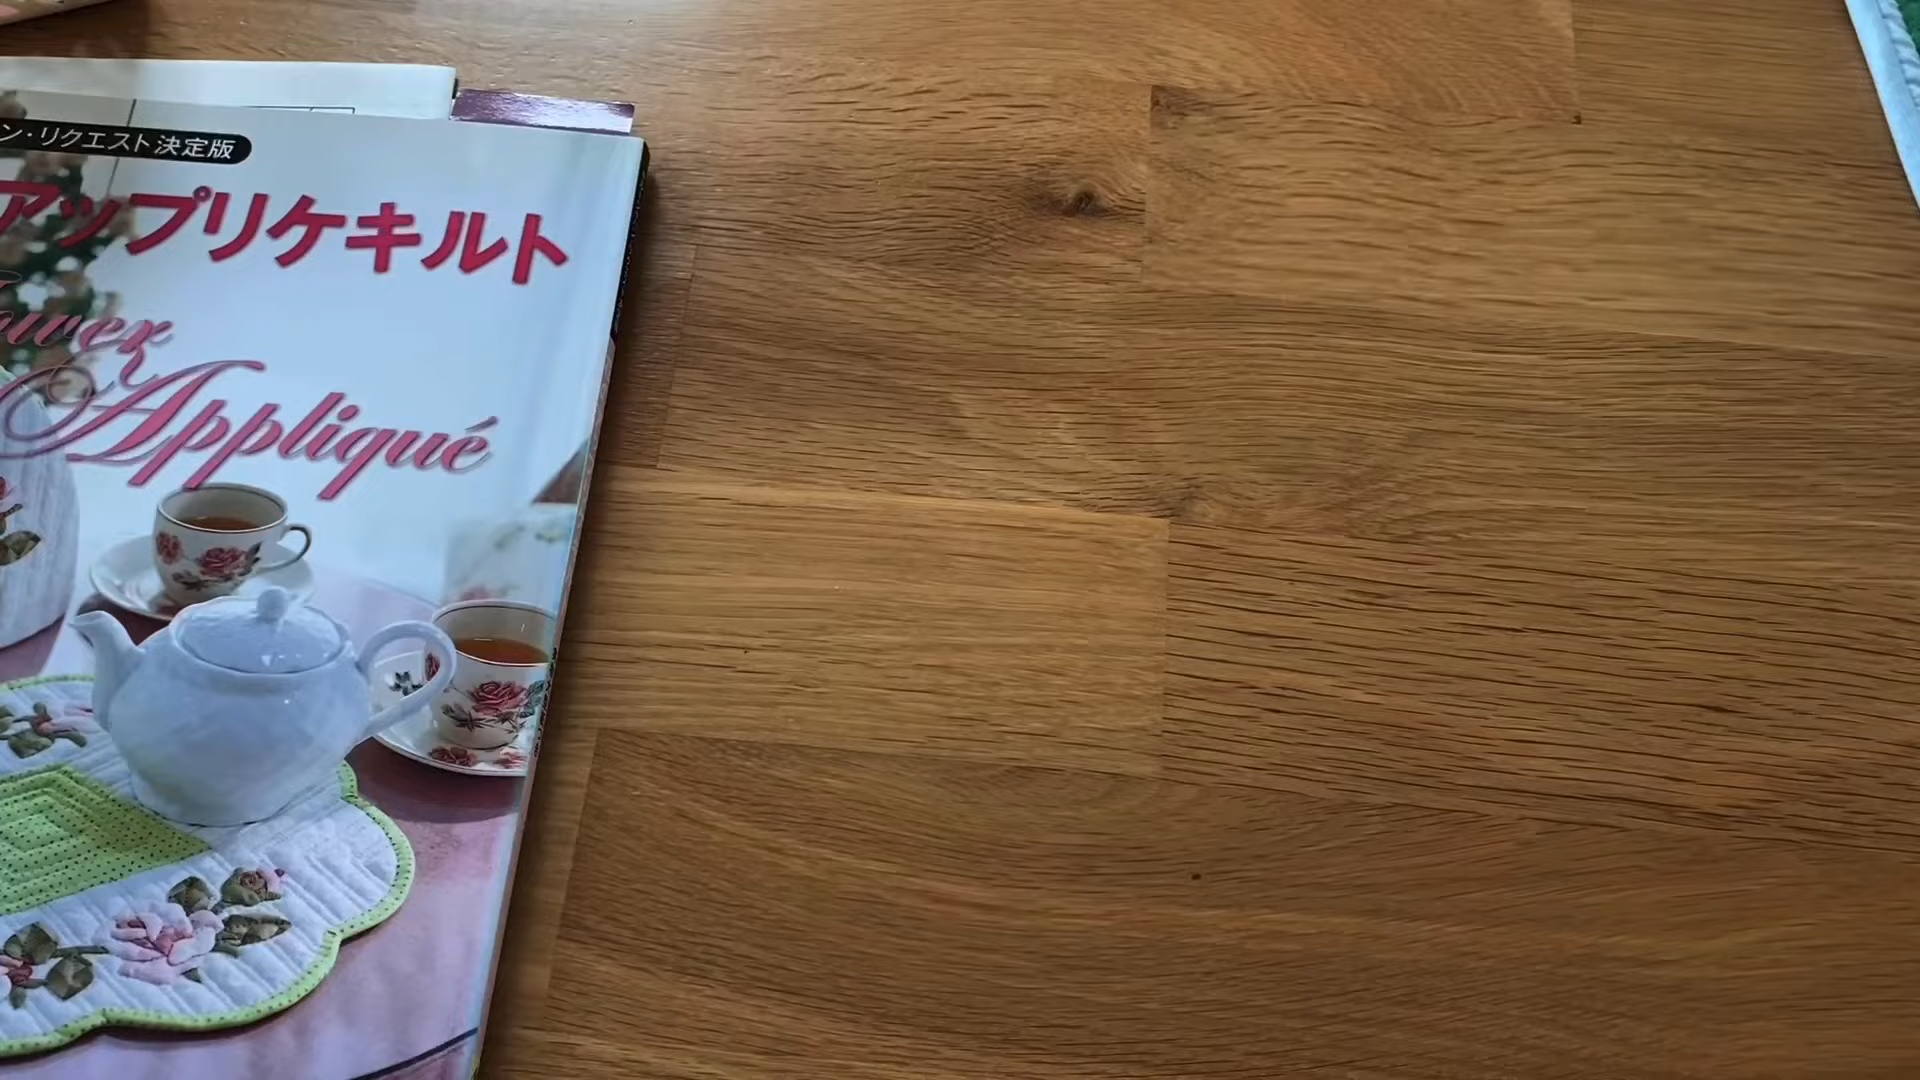 ン・リクエスト決定版
アップリケキルト
ower
Appliqué